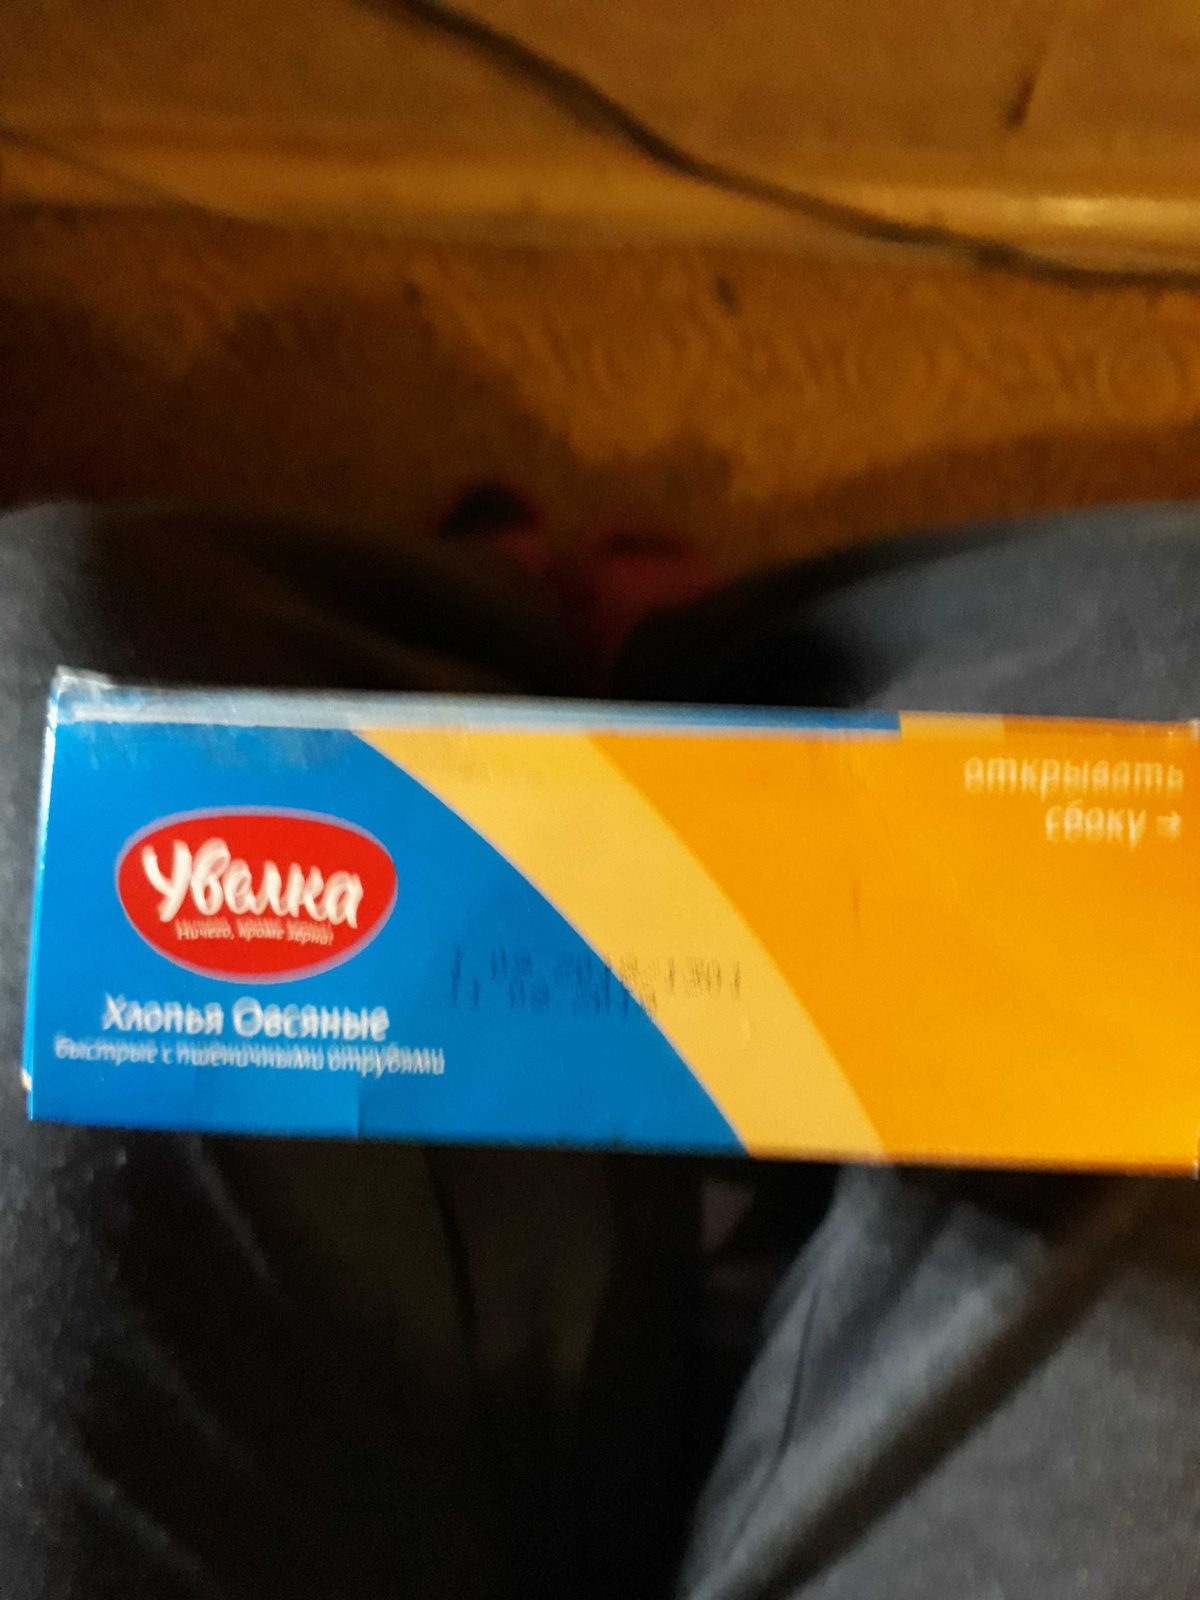 Увелка
Ничего, кроме зерна!
Хлопья Овсяные
быстрые с пшеничными отрубями
открывать
сбоку →